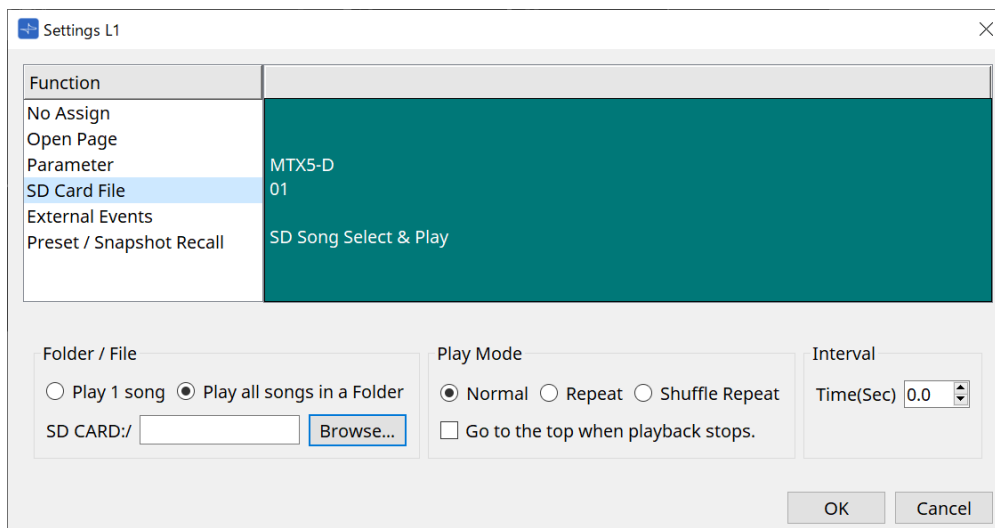 Settings L1
Function
No Assign
Open Page
Parameter
SD Card File
External Events
Preset / Snapshot Recall
MTX5-D
01
SD Song Select & Play
Folder / File
Play 1 song Play all songs in a Folder
SD CARD:/ Browse...
Play Mode
Normal Repeat Shuffle Repeat
Go to the top when playback stops.
Interval
Time(Sec) 0.0
OK Cancel